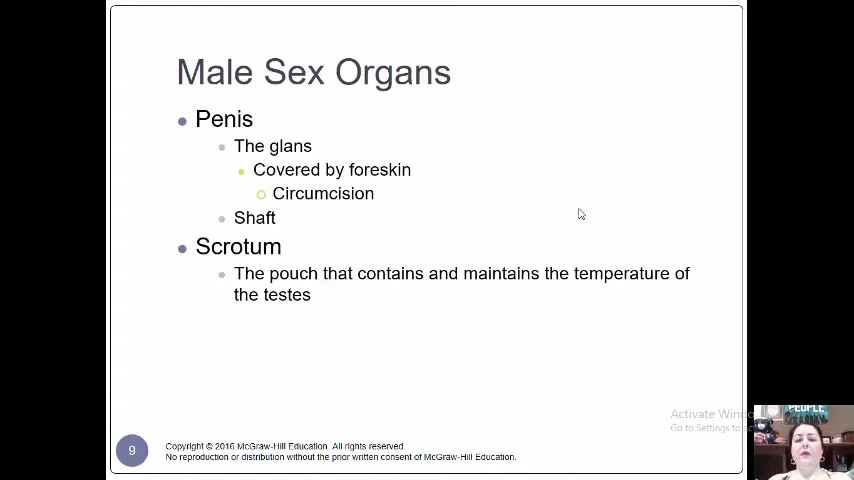 Male Sex Organs
Penis
The glans
Covered by foreskin
Circumcision
Shaft
Scrotum
The pouch that contains and maintains the temperature of
the testes
Activate Windo
Go to Settings to a
9
Copyright © 2016 McGraw-Hill Education. All rights reserved.
No reproduction or distribution without the prior written consent of McGraw-Hill Education.
PEOPLE